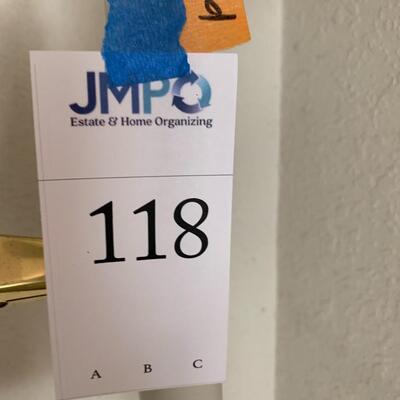 JMPO
Estate & Home Organizing
118
A B C